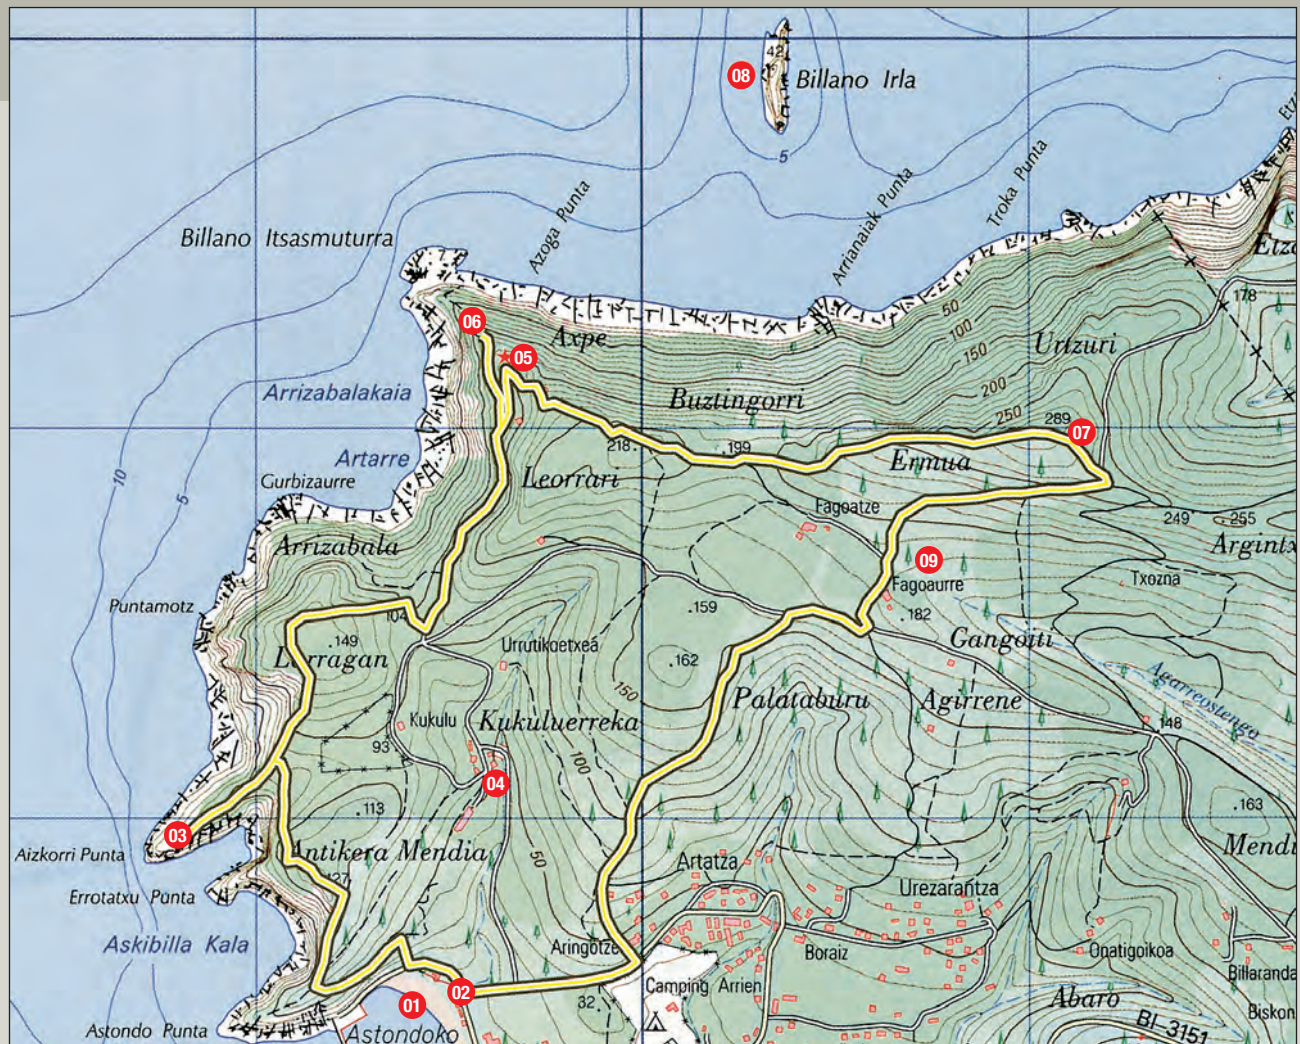 42
08
Billano Irla
5
Troka Punta
Azoga Punta
Arrianaiak Punta
Billano Itsasmuturra
178
06
Axpe
50
100
150
200
250
Urtzuri
05
Arrizabalakaia
Buztingorri
289
07
218
199
Artarre
Ermua
Leorrari
10
5
Gurbizaurre
Fagoatze
249
255
Arrizabala
Argintx
09
Fagoaurre
Txozna
Puntamotz
104
159
182
149
Urrutikoetxea
Gangoiti
Larragan
162
150
Palataburu
Agirrene
Agarreostengo
Kukulu
Kukuluerreka
148
93
100
04
113
163
03
Aizkorri Punta
Antikera Mendia
50
Artatza
Mendi
127
Urezarantza
Errotatxu Punta
Askibilla Kala
Aringotze
Boraiz
Onatigoikoa
Billaranda
02
01
32
Camping Arrien
Abaro
Biskon
Astondo Punta
Astondoko
BI-3151